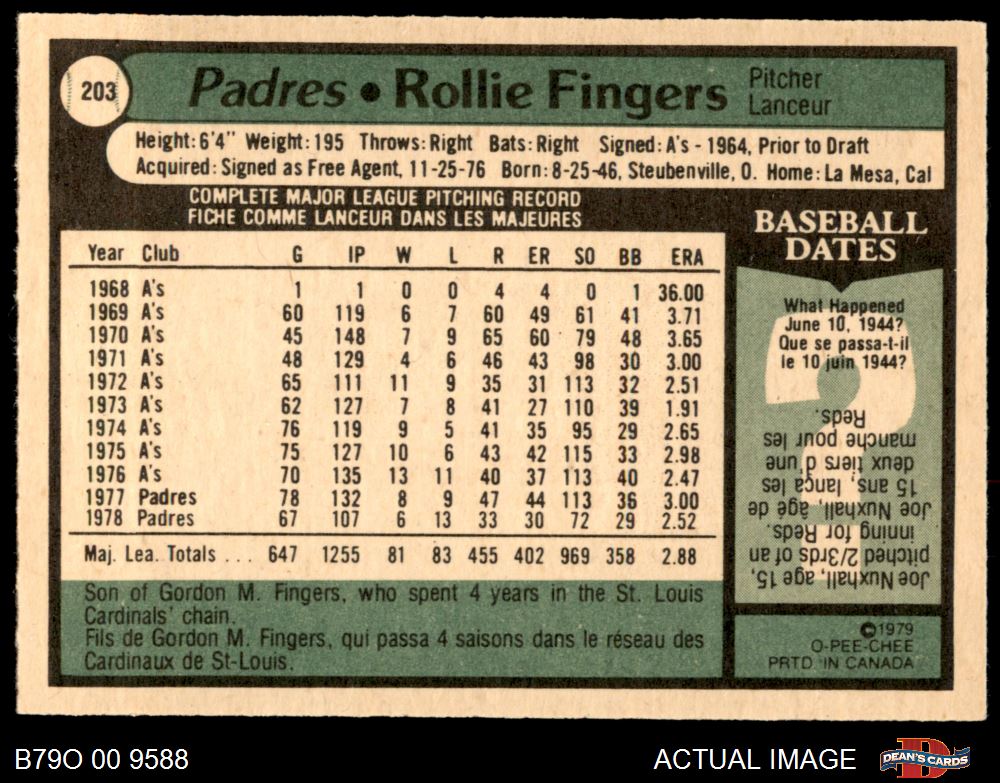 203
Padres • Rollie Fingers
Pitcher
Lanceur
Height: 6'4" Weight: 195 Throws: Right Bats: Right Signed: A's - 1964, Prior to Draft
Acquired: Signed as Free Agent, 11-25-76 Born: 8-25-46, Steubenville, O. Home: La Mesa, Cal
COMPLETE MAJOR LEAGUE PITCHING RECORD
FICHE COMME LANCEUR DANS LES MAJEURES
Year Club G IP W L R ER SO BB ERA
1968 A's 1 1 0 0 4 4 0 1 36.00
1969 A's 60 119 6 7 60 49 61 41 3.71
1970 A's 45 148 7 9 65 60 79 48 3.65
1971 A's 48 129 4 6 46 43 98 30 3.00
1972 A's 65 111 11 9 35 31 113 32 2.51
1973 A's 62 127 7 8 41 27 110 39 1.91
1974 A's 76 119 9 5 41 35 95 29 2.65
1975 A's 75 127 10 6 43 42 115 33 2.98
1976 A's 70 135 13 11 40 37 113 40 2.47
1977 Padres 78 132 8 9 47 44 113 36 3.00
1978 Padres 67 107 6 13 33 30 72 29 2.52
Maj. Lea. Totals ... 647 1255 81 83 455 402 969 358 2.88
Son of Gordon M. Fingers, who spent 4 years in the St. Louis
Cardinals' chain.
Fils de Gordon M. Fingers, qui passa 4 saisons dans le réseau des
Cardinaux de St-Louis.
BASEBALL
DATES
What Happened
June 10, 1944?
Que se passa-t-il
le 10 juin 1944?
Joe Nuxhall, age 15,
pitched 2/3rds of an
inning for Reds.
Joe Nuxhall, âgé de
15 ans, lança les
deux tiers d'une
manche pour les
Reds.
©1979
O-PEE-CHEE
PRTD. IN CANADA
B79O 00 9588
ACTUAL IMAGE
DEAN'S CARDS